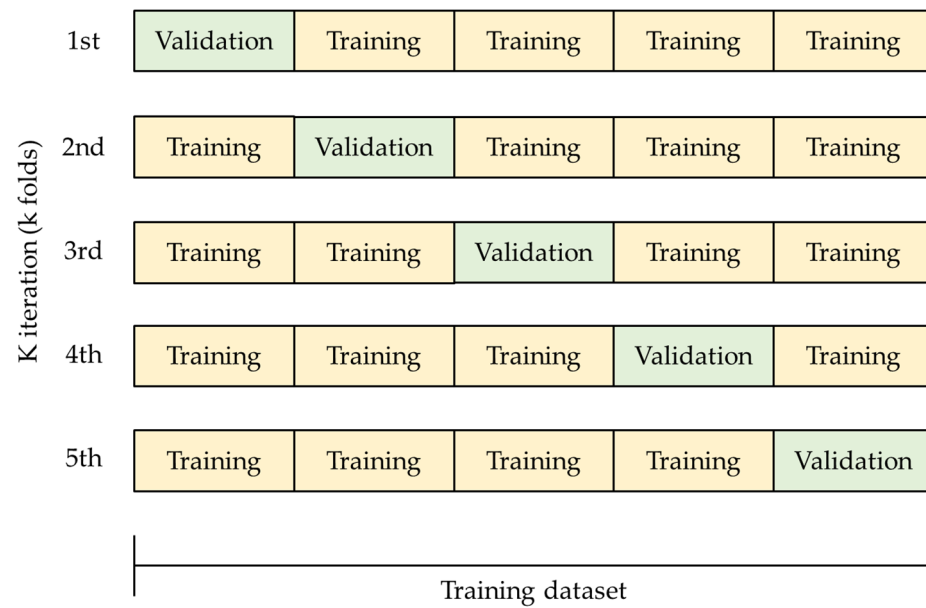 1st Validation Training Training Training Training
2nd Training Validation Training Training Training
3rd Training Training Validation Training Training
4th Training Training Training Validation Training
5th Training Training Training Training Validation
K iteration (k folds)
Training dataset